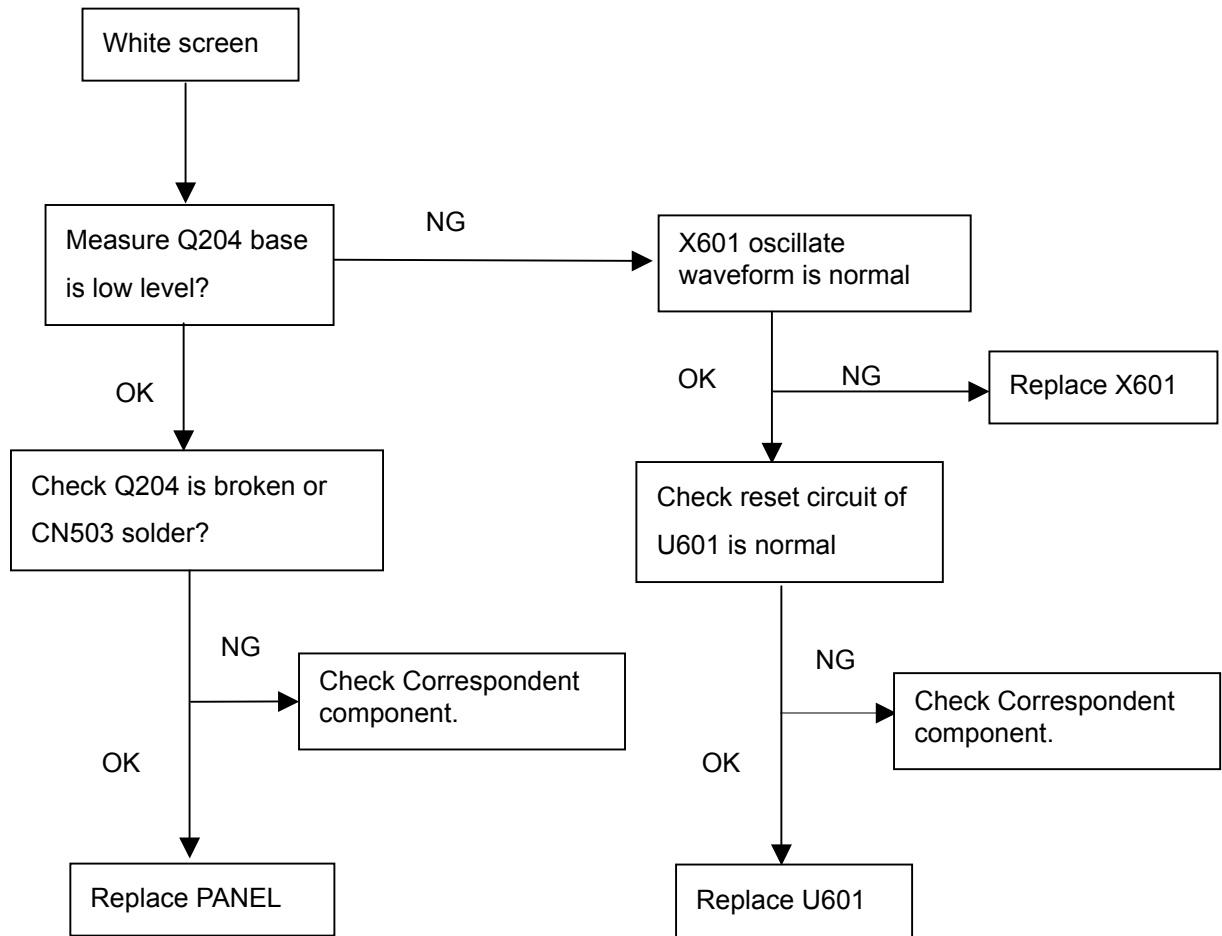 White screen
Measure Q204 base
is low level?
NG
X601 oscillate
waveform is normal
OK
OK
NG
Replace X601
Check Q204 is broken or
CN503 solder?
Check reset circuit of
U601 is normal
NG
Check Correspondent
component.
NG
Check Correspondent
component.
OK
OK
Replace PANEL
Replace U601